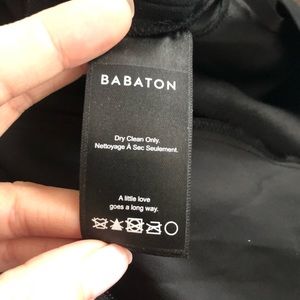 BABATON
Dry Clean Only.
Nettoyage À Sec Seulement.
A little love
goes a long way.